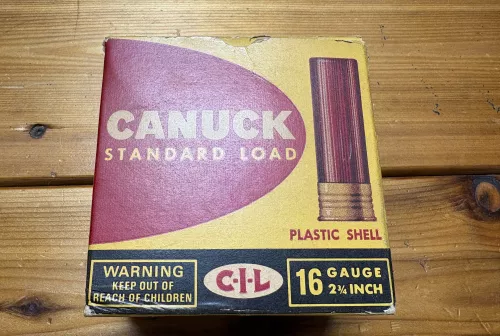 CANUCK
STANDARD LOAD
PLASTIC SHELL
WARNING
KEEP OUT OF
REACH OF CHILDREN
C-I-L
16 GAUGE
2¾ INCH